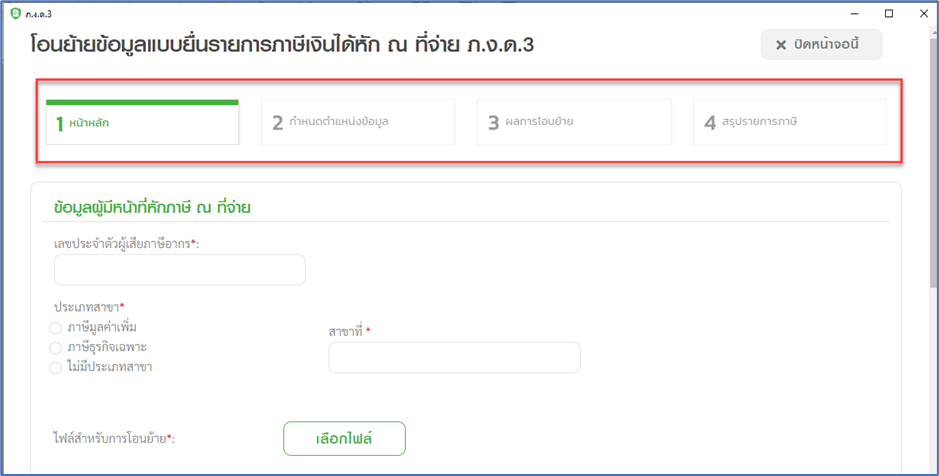 ภ.ง.ด.3
โอนย้ายข้อมูลแบบยื่นรายการภาษีเงินได้หัก ณ ที่จ่าย ภ.ง.ด.3
ปิดหน้าจอนี้
1 หน้าหลัก
2 กำหนดตำแหน่งข้อมูล
3 ผลการโอนย้าย
4 สรุปรายการภาษี
ข้อมูลผู้มีหน้าที่หักภาษี ณ ที่จ่าย
เลขประจำตัวผู้เสียภาษีอากร*:
ประเภทสาขา*
ภาษีมูลค่าเพิ่ม
สาขาที่ *
ภาษีธุรกิจเฉพาะ
ไม่มีประเภทสาขา
ไฟล์สำหรับการโอนย้าย*:
เลือกไฟล์